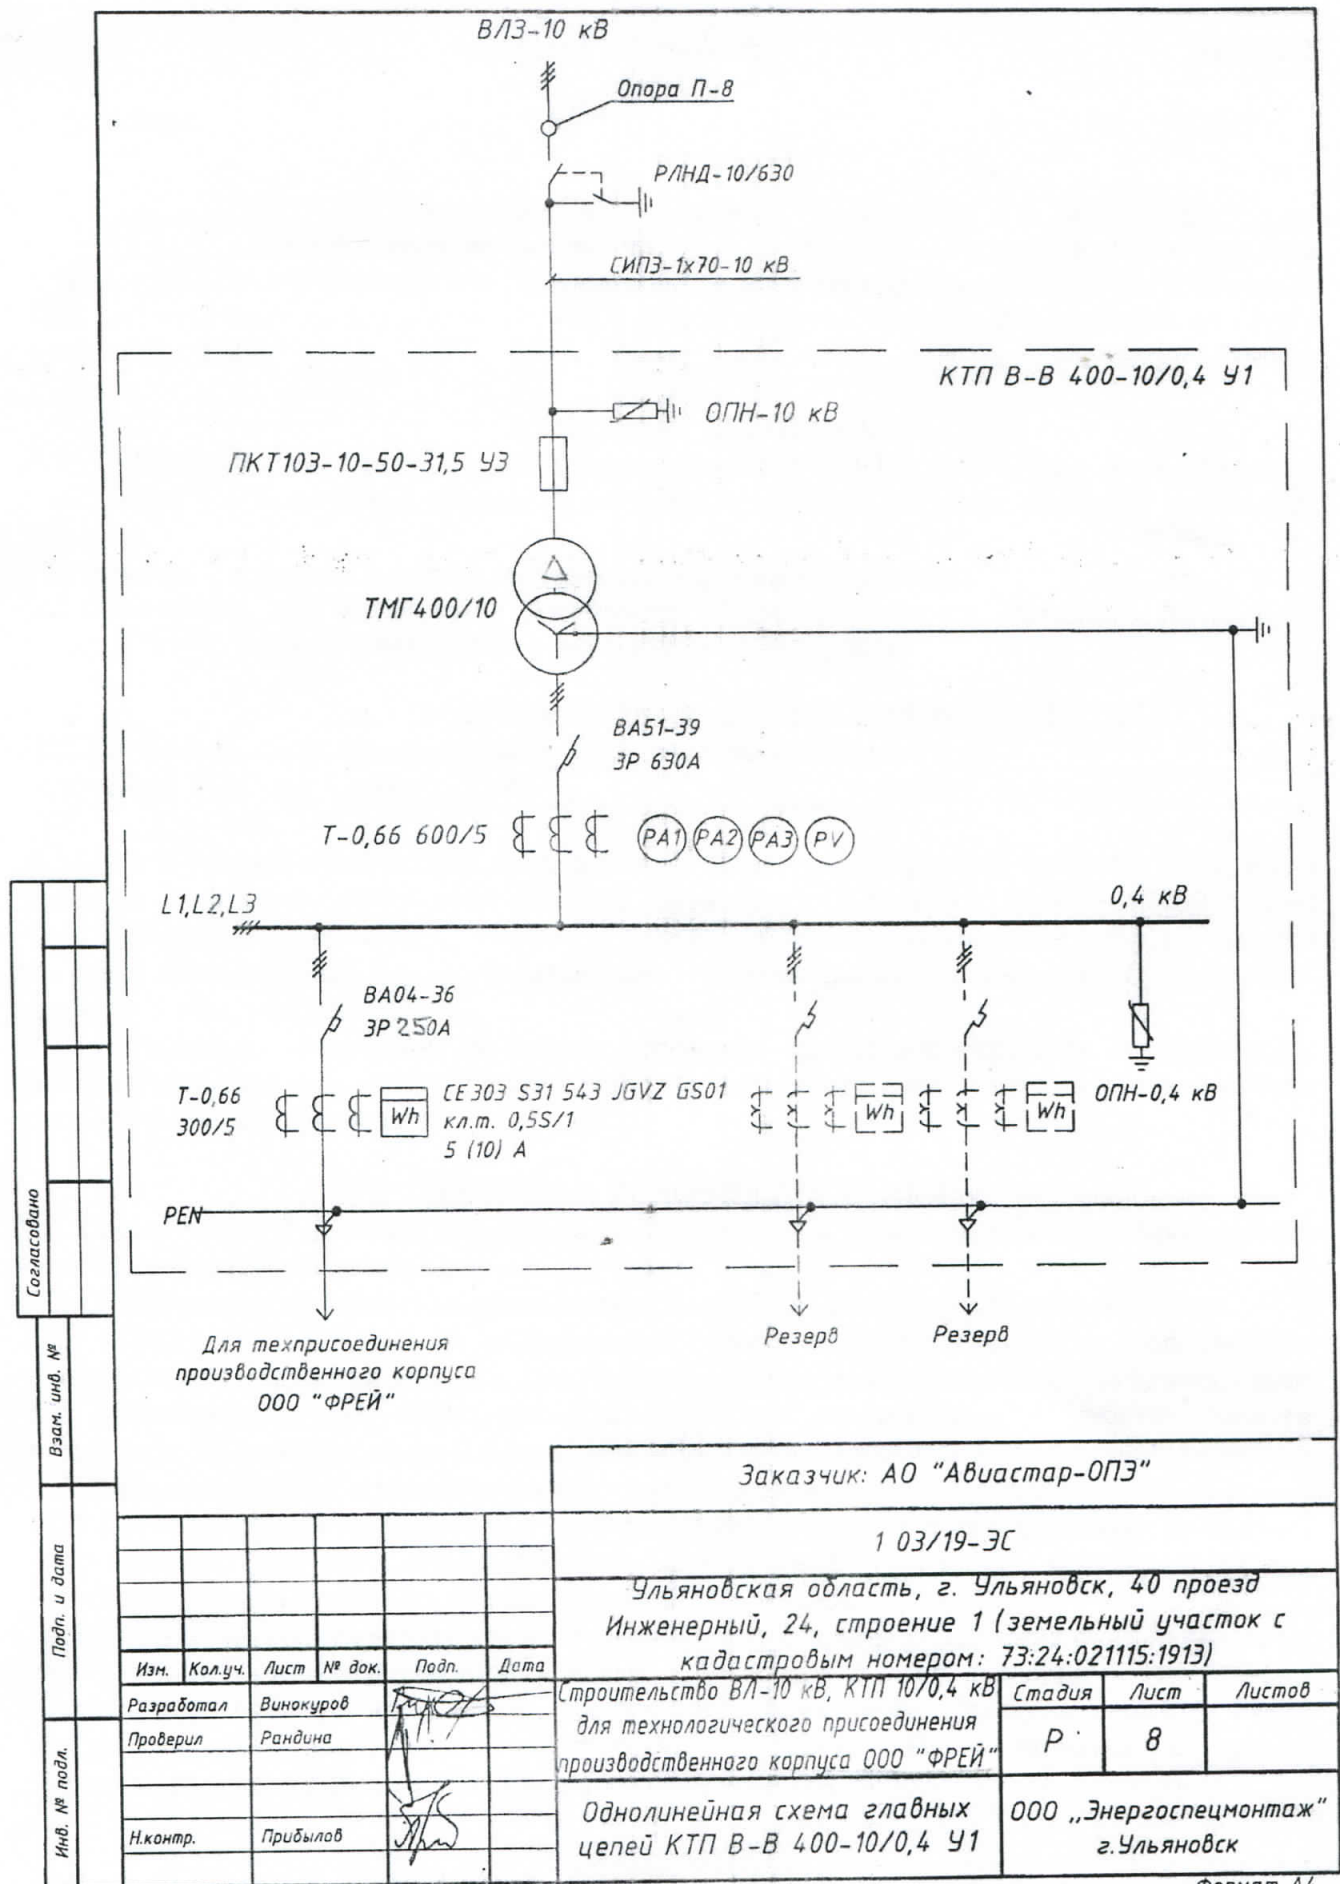 ВЛЗ-10 кВ
Опора П-8
РЛНД-10/630
СИПЗ-1х70-10 кВ
КТП В-В 400-10/0,4 У1
ОПН-10 кВ
ПКТ103-10-50-31,5 У3
ТМГ400/10
ВА51-39
3Р 630А
Т-0,66 600/5
PA1 PA2 PA3 PV
L1,L2,L3
0,4 кВ
ВА04-36
3Р 250А
Т-0,66
300/5
Wh
CE303 S31 543 JGVZ GS01
кл.т. 0,5S/1
5 (10) А
Wh
Wh
ОПН-0,4 кВ
PEN
Для техприсоединения
производственного корпуса
ООО "ФРЕЙ"
Резерв
Резерв
Согласовано
Взам. инв. №
Подп. и дата
Инв. № подл.
Заказчик: АО "Авиастар-ОПЭ"
1 03/19-ЭС
Ульяновская область, г. Ульяновск, 40 проезд
Инженерный, 24, строение 1 (земельный участок с
кадастровым номером: 73:24:021115:1913)
Изм. Кол.уч. Лист № док. Подп. Дата
Разработал Винокуров
Проверил Рандина
Н.контр. Прибылов
Строительство ВЛ-10 кВ, КТП 10/0,4 кВ
для технологического присоединения
производственного корпуса ООО "ФРЕЙ"
Стадия Лист Листов
Р 8
Однолинейная схема главных
цепей КТП В-В 400-10/0,4 У1
ООО „Энергоспецмонтаж"
г.Ульяновск